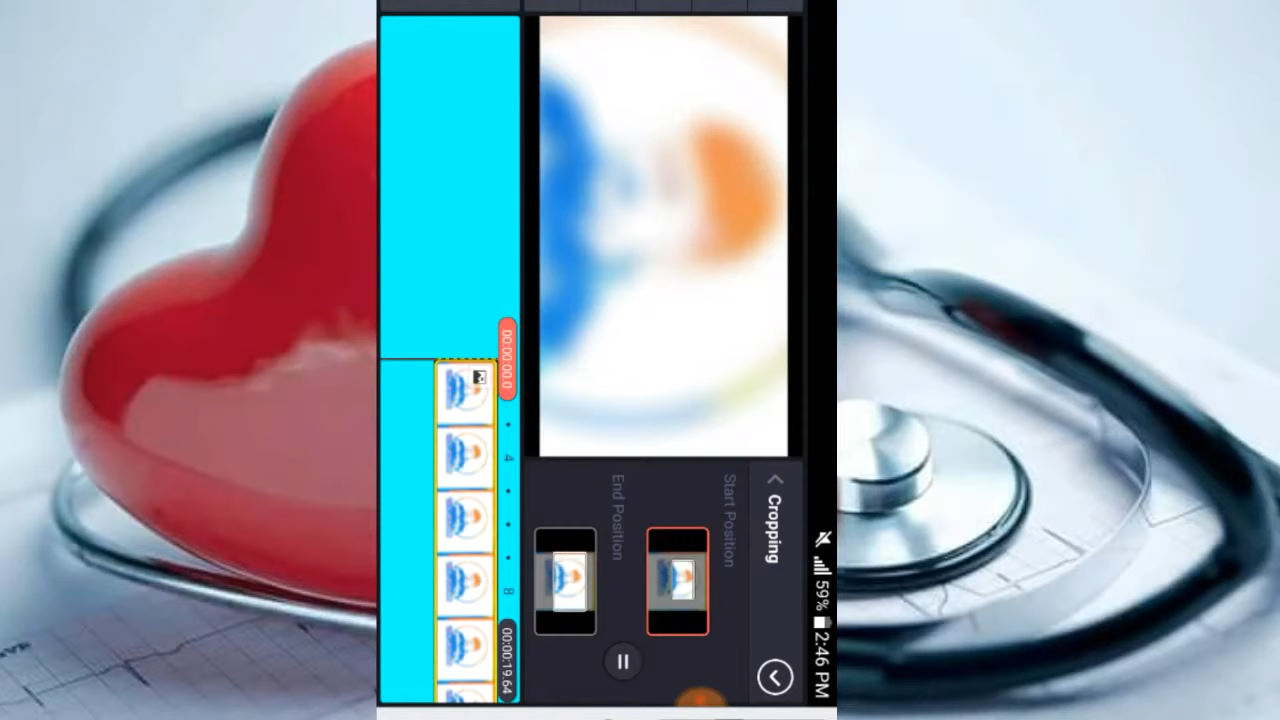 59% 2:46 PM
Cropping
Start Position
End Position
00:00:00.0
4
8
00:00:19.64